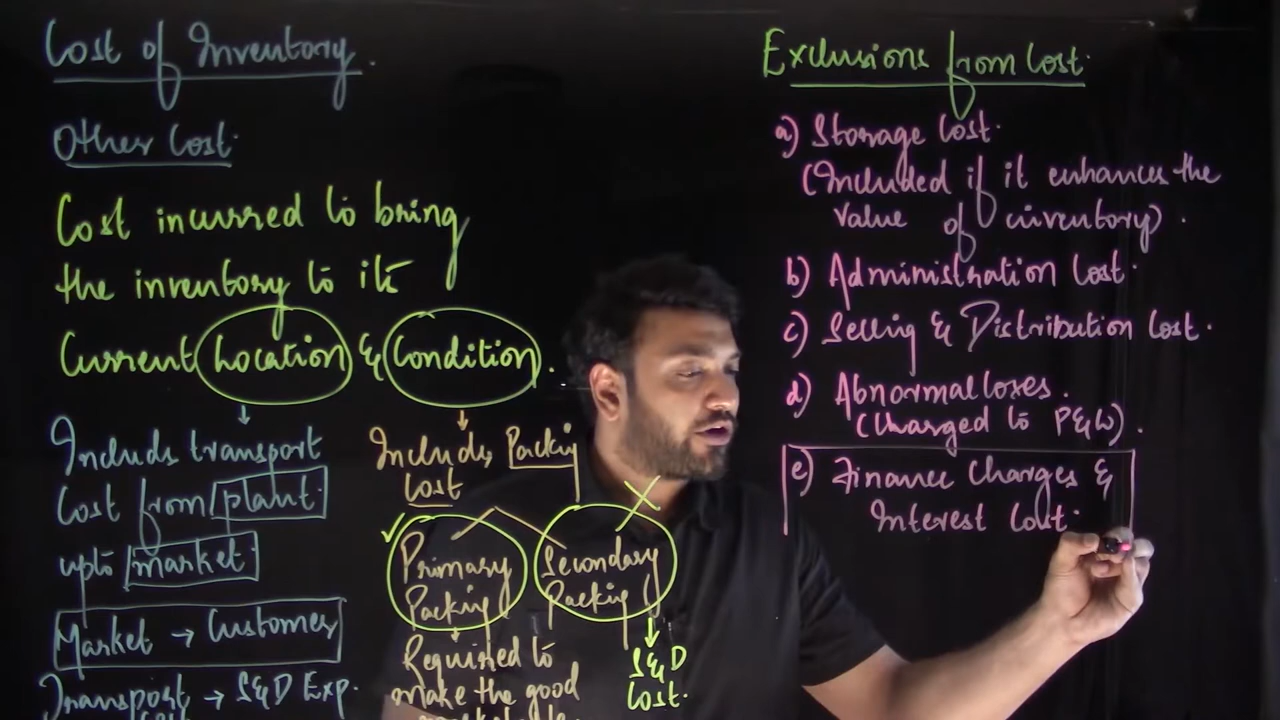 Cost of Inventory.
Other Cost.
Cost incurred to bring
the inventory to its
Current Location & Condition.
Includs transport
Cost from plant
upto market.
Market → Customer
Transport → S&D Exp.
Cost
Include, Packing
Cost
Primary
Packing
Required to
make the good
Secondary
Packing
S&D
Cost.
Exclusions from Cost.
a) Storage Cost.
(Included if it enhances the
value of inventory).
b) Administration Cost.
c) Selling & Distribution Cost.
d) Abnormal loses.
(Charged to P&L).
e) Finance Charges &
Interest Cost.